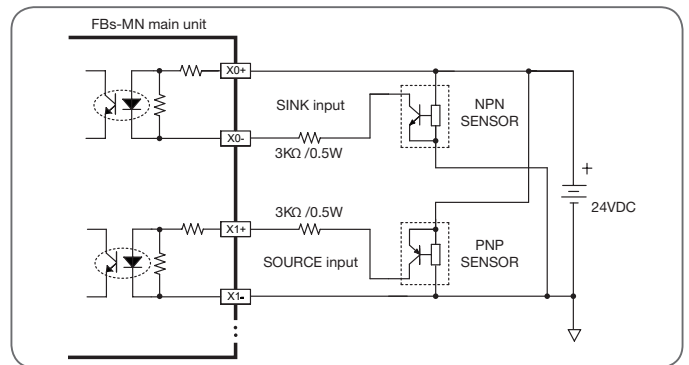 FBs-MN main unit
X0+
SINK input
NPN
SENSOR
X0-
3KΩ /0.5W
+
24VDC
3KΩ /0.5W
X1+
SOURCE input
PNP
SENSOR
X1-